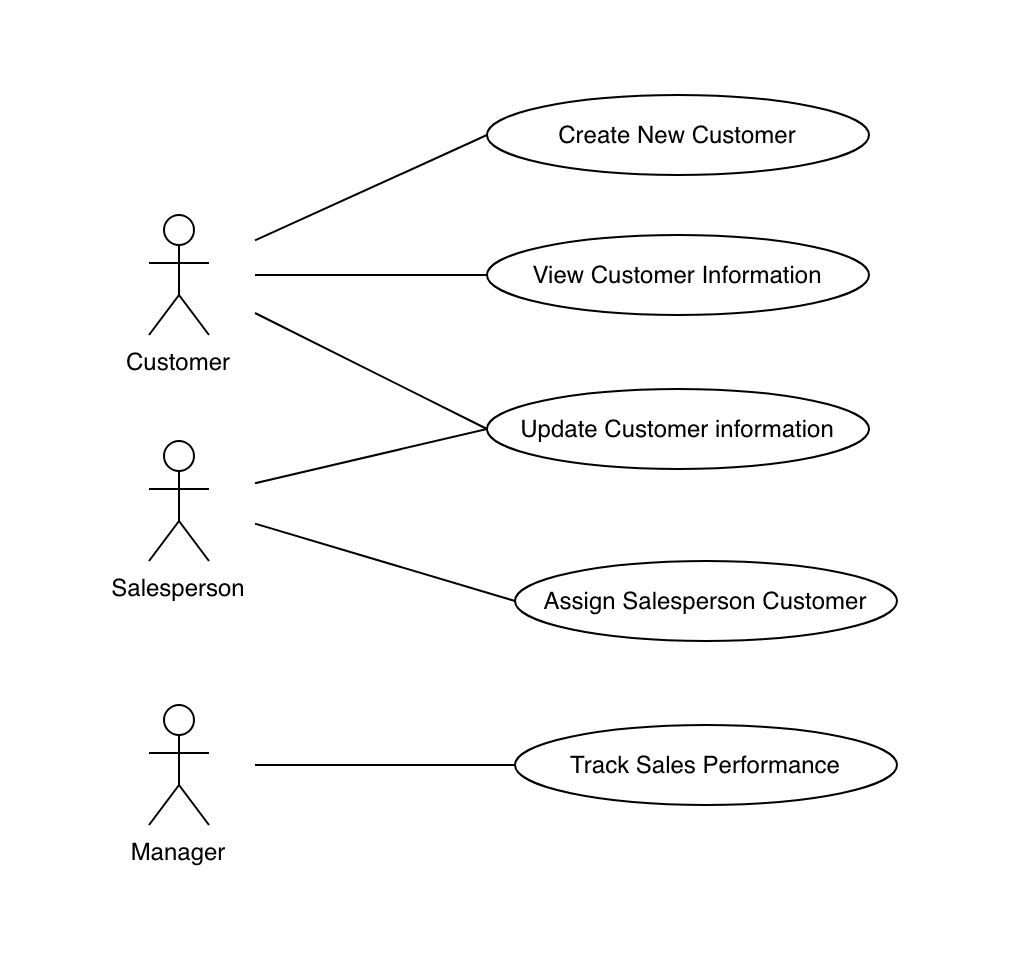 Create New Customer
View Customer Information
Customer
Update Customer information
Salesperson
Assign Salesperson Customer
Track Sales Performance
Manager